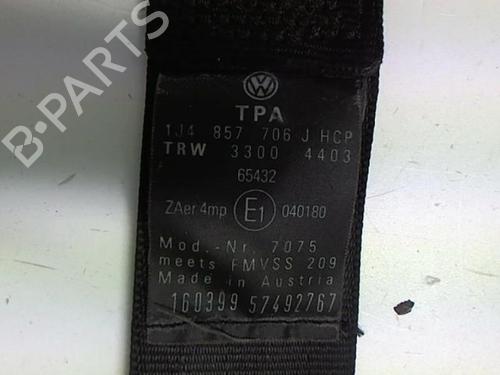 TPA
1J4 857 706 J HCP
TRW 3300 4403
65432
ZAer 4mp E1 040180
Mod.-Nr. 7075
meets FMVSS 209
Made in Austria
160399 57492767
B-PARTS